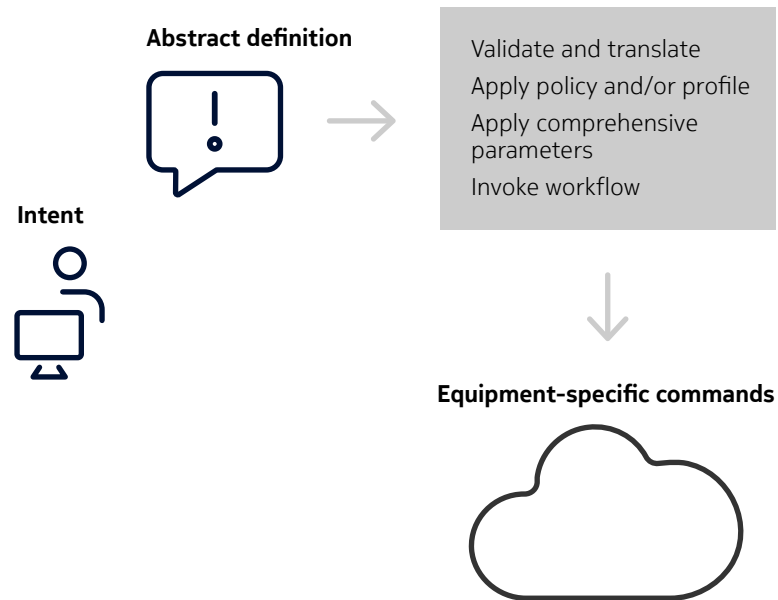 Abstract definition
Validate and translate
Apply policy and/or profile
Apply comprehensive
parameters
Invoke workflow
Intent
Equipment-specific commands